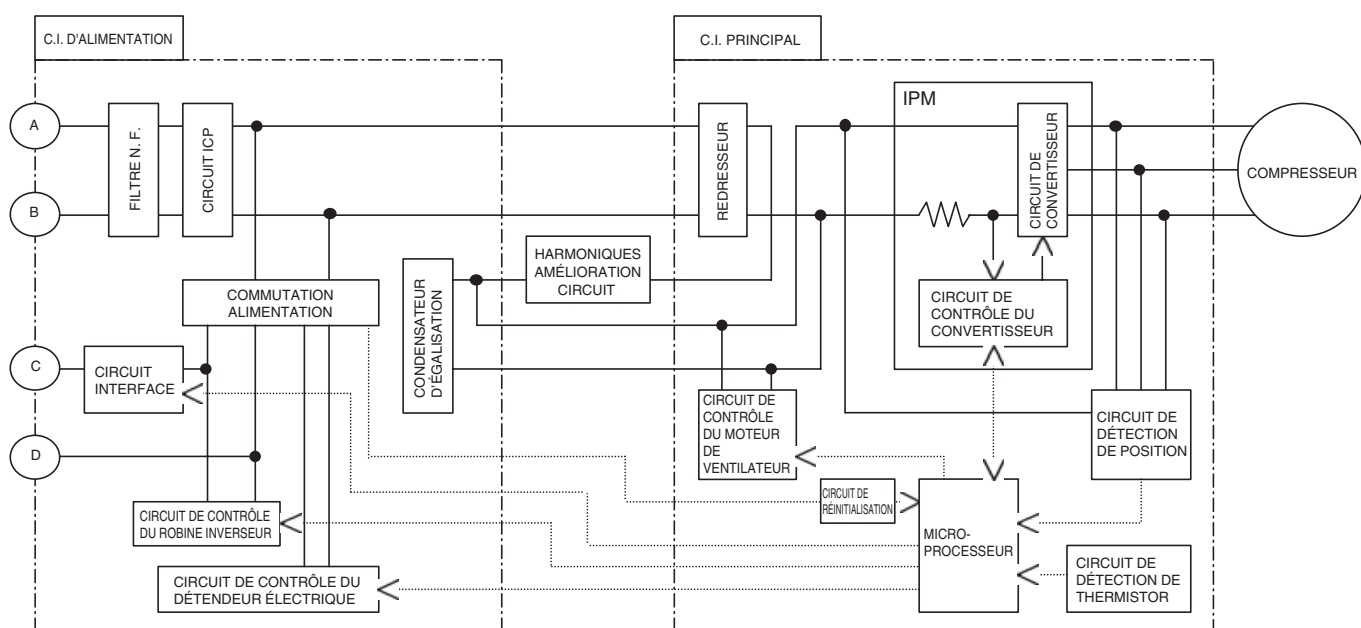 C.I. D'ALIMENTATION
C.I. PRINCIPAL
A
B
C
D
FILTRE N. F.
CIRCUIT ICP
REDRESSEUR
IPM
CIRCUIT DE
CONVERTISSEUR
COMPRESSEUR
HARMONIQUES
AMÉLIORATION
CIRCUIT
CONDENSATEUR
D'ÉGALISATION
COMMUTATION
ALIMENTATION
CIRCUIT DE
CONTRÔLE DU
CONVERTISSEUR
CIRCUIT
INTERFACE
CIRCUIT DE
CONTRÔLE
DU MOTEUR
DE
VENTILATEUR
CIRCUIT DE
DÉTECTION
DE POSITION
CIRCUIT DE
RÉINITIALISATION
CIRCUIT DE CONTRÔLE
DU ROBINE INVERSEUR
MICRO-
PROCESSEUR
CIRCUIT DE
DÉTECTION DE
THERMISTOR
CIRCUIT DE CONTRÔLE DU
DÉTENDEUR ÉLECTRIQUE